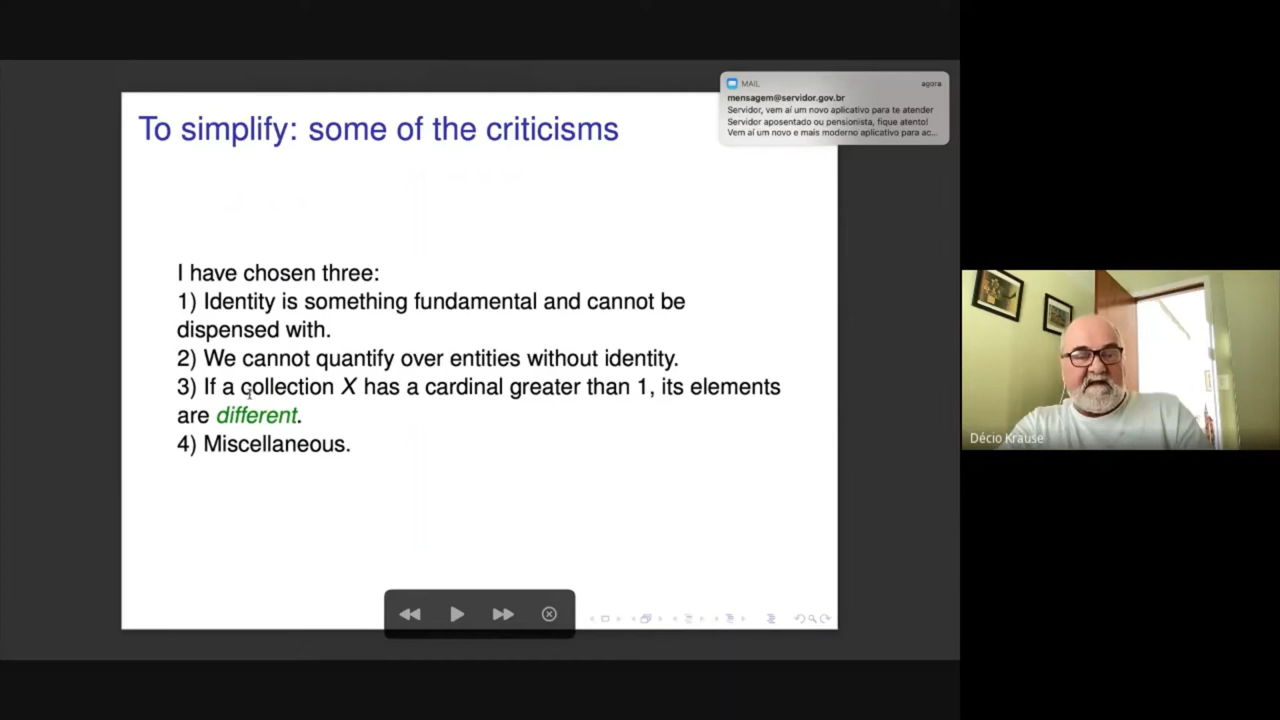 To simplify: some of the criticisms
MAIL agora
mensagem@servidor.gov.br
Servidor, vem aí um novo aplicativo para te atender
Servidor aposentado ou pensionista, fique atento!
Vem aí um novo e mais moderno aplicativo para ac...
I have chosen three:
1) Identity is something fundamental and cannot be
dispensed with.
2) We cannot quantify over entities without identity.
3) If a collection X has a cardinal greater than 1, its elements
are different.
4) Miscellaneous.
Décio Krause